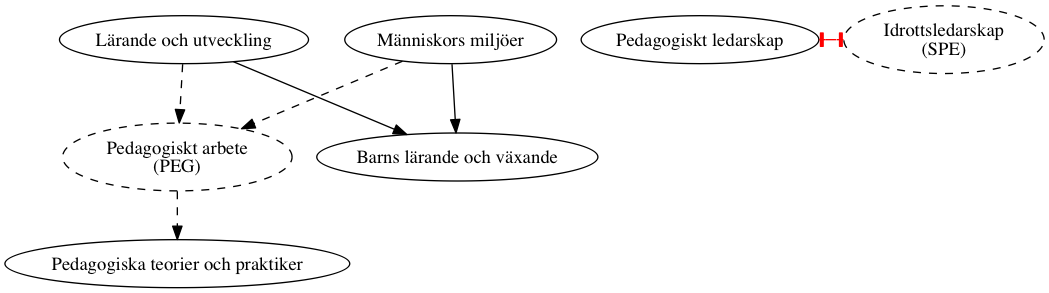 Lärande och utveckling
Människors miljöer
Pedagogiskt ledarskap
Idrottsledarskap
(SPE)
Pedagogiskt arbete
(PEG)
Barns lärande och växande
Pedagogiska teorier och praktiker